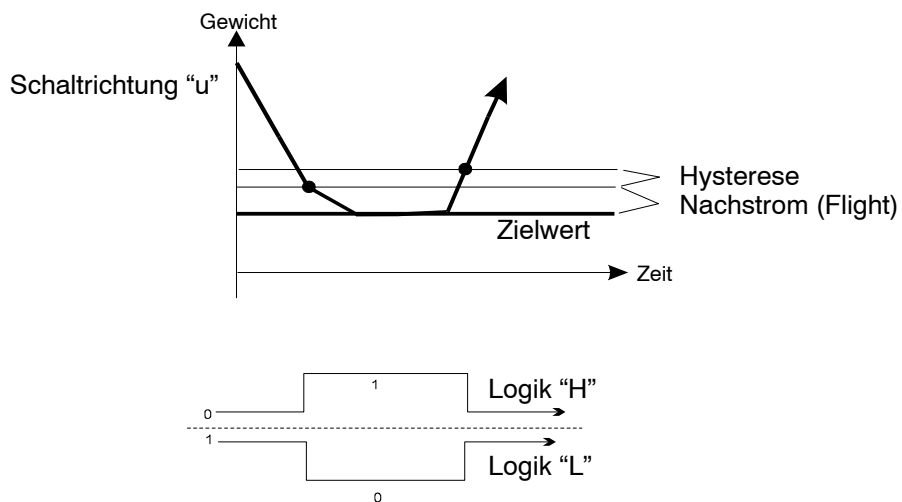 Gewicht
Schaltrichtung “u”
Hysterese
Nachstrom (Flight)
Zielwert
Zeit
1
Logik “H”
0
1
Logik “L”
0